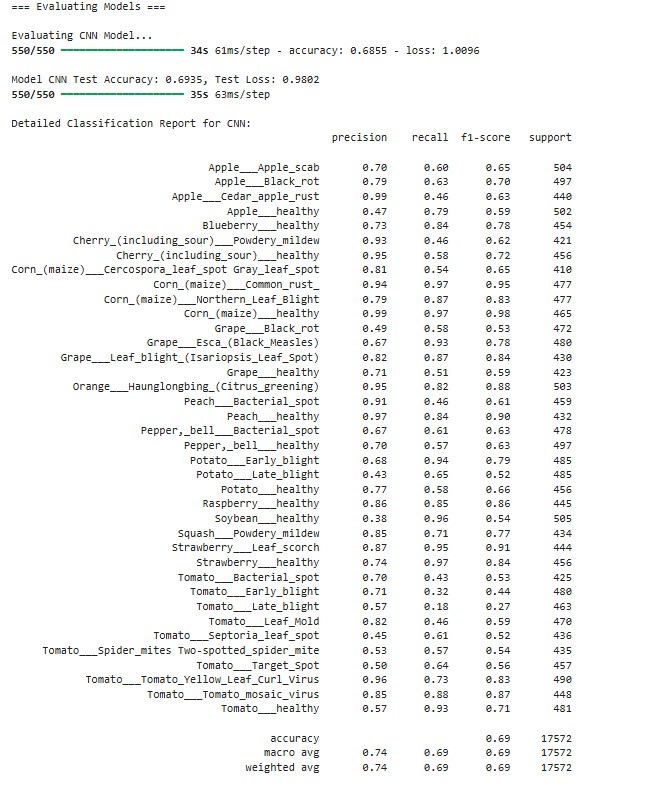 === Evaluating Models ===
Evaluating CNN Model...
550/550 ━━━━━━━━━━━━━━━━━━━━ 34s 61ms/step - accuracy: 0.6855 - loss: 1.0096
Model CNN Test Accuracy: 0.6935, Test Loss: 0.9802
550/550 ━━━━━━━━━━━━━━━━━━━━ 35s 63ms/step
Detailed Classification Report for CNN:
precision recall f1-score support
Apple___Apple_scab 0.70 0.60 0.65 504
Apple___Black_rot 0.79 0.63 0.70 497
Apple___Cedar_apple_rust 0.99 0.46 0.63 440
Apple___healthy 0.47 0.79 0.59 502
Blueberry___healthy 0.73 0.84 0.78 454
Cherry_(including_sour)___Powdery_mildew 0.93 0.46 0.62 421
Cherry_(including_sour)___healthy 0.95 0.58 0.72 456
Corn_(maize)___Cercospora_leaf_spot Gray_leaf_spot 0.81 0.54 0.65 410
Corn_(maize)___Common_rust_ 0.94 0.97 0.95 477
Corn_(maize)___Northern_Leaf_Blight 0.79 0.87 0.83 477
Corn_(maize)___healthy 0.99 0.97 0.98 465
Grape___Black_rot 0.49 0.58 0.53 472
Grape___Esca_(Black_Measles) 0.67 0.93 0.78 480
Grape___Leaf_blight_(Isariopsis_Leaf_Spot) 0.82 0.87 0.84 430
Grape___healthy 0.71 0.51 0.59 423
Orange___Haunglongbing_(Citrus_greening) 0.95 0.82 0.88 503
Peach___Bacterial_spot 0.91 0.46 0.61 459
Peach___healthy 0.97 0.84 0.90 432
Pepper,_bell___Bacterial_spot 0.67 0.61 0.63 478
Pepper,_bell___healthy 0.70 0.57 0.63 497
Potato___Early_blight 0.68 0.94 0.79 485
Potato___Late_blight 0.43 0.65 0.52 485
Potato___healthy 0.77 0.58 0.66 456
Raspberry___healthy 0.86 0.85 0.86 445
Soybean___healthy 0.38 0.96 0.54 505
Squash___Powdery_mildew 0.85 0.71 0.77 434
Strawberry___Leaf_scorch 0.87 0.95 0.91 444
Strawberry___healthy 0.74 0.97 0.84 456
Tomato___Bacterial_spot 0.70 0.43 0.53 425
Tomato___Early_blight 0.71 0.32 0.44 480
Tomato___Late_blight 0.57 0.18 0.27 463
Tomato___Leaf_Mold 0.82 0.46 0.59 470
Tomato___Septoria_leaf_spot 0.45 0.61 0.52 436
Tomato___Spider_mites Two-spotted_spider_mite 0.53 0.57 0.54 435
Tomato___Target_Spot 0.50 0.64 0.56 457
Tomato___Tomato_Yellow_Leaf_Curl_Virus 0.96 0.73 0.83 490
Tomato___Tomato_mosaic_virus 0.85 0.88 0.87 448
Tomato___healthy 0.57 0.93 0.71 481
accuracy 0.69 17572
macro avg 0.74 0.69 0.69 17572
weighted avg 0.74 0.69 0.69 17572